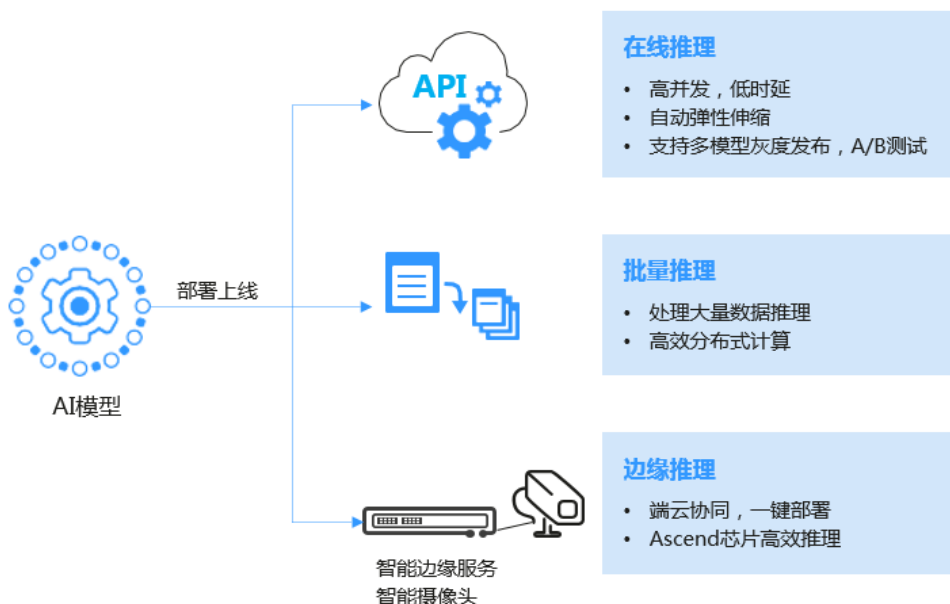 API
在线推理
• 高并发，低时延
• 自动弹性伸缩
• 支持多模型灰度发布，A/B测试
部署上线
AI模型
批量推理
• 处理大量数据推理
• 高效分布式计算
智能边缘服务
智能摄像头
边缘推理
• 端云协同，一键部署
• Ascend芯片高效推理